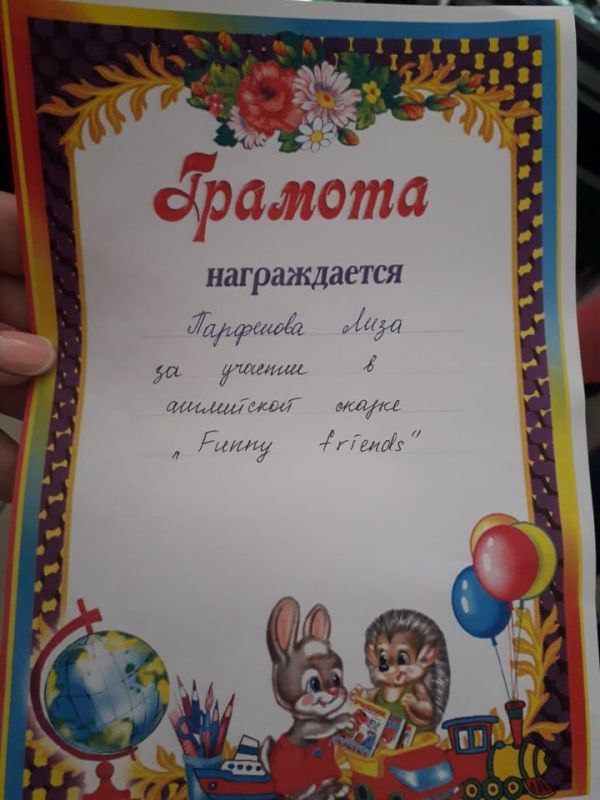 Грамота
награждается
Парфенова Лиза
за участие в
английской сказке
„Funny friends"